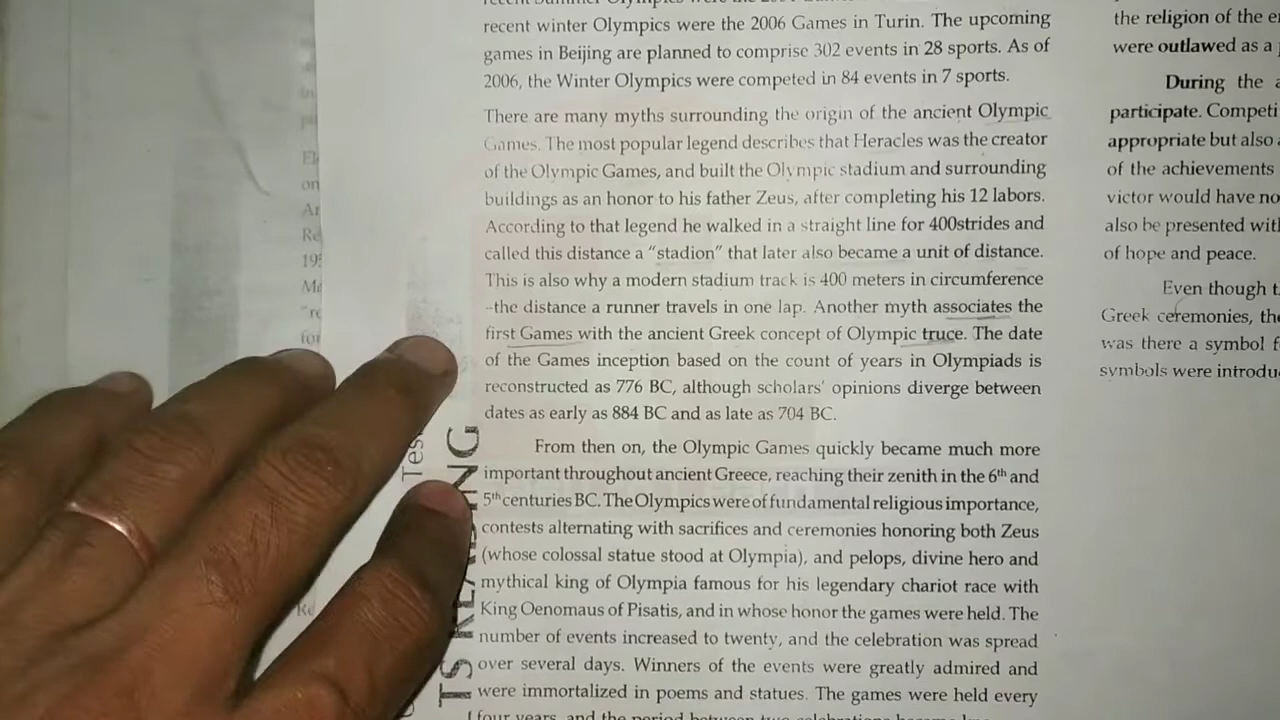 recent winter Olympics were the 2006 Games in Turin. The upcoming
games in Beijing are planned to comprise 302 events in 28 sports. As of
2006, the Winter Olympics were competed in 84 events in 7 sports.
There are many myths surrounding the origin of the ancient Olympic
Games. The most popular legend describes that Heracles was the creator
of the Olympic Games, and built the Olympic stadium and surrounding
buildings as an honor to his father Zeus, after completing his 12 labors.
According to that legend he walked in a straight line for 400strides and
called this distance a “stadion” that later also became a unit of distance.
This is also why a modern stadium track is 400 meters in circumference
-the distance a runner travels in one lap. Another myth associates the
first Games with the ancient Greek concept of Olympic truce. The date
of the Games inception based on the count of years in Olympiads is
reconstructed as 776 BC, although scholars' opinions diverge between
dates as early as 884 BC and as late as 704 BC.
From then on, the Olympic Games quickly became much more
important throughout ancient Greece, reaching their zenith in the 6th and
5th centuries BC. The Olympics were of fundamental religious importance,
contests alternating with sacrifices and ceremonies honoring both Zeus
(whose colossal statue stood at Olympia), and pelops, divine hero and
mythical king of Olympia famous for his legendary chariot race with
King Oenomaus of Pisatis, and in whose honor the games were held. The
number of events increased to twenty, and the celebration was spread
over several days. Winners of the events were greatly admired and
were immortalized in poems and statues. The games were held every
four years, and the period between two celebrations
the religion of the
were outlawed as a
During the
participate.
appropriate but also
of the achievements
victor would have no
also be presented
of hope and peace.
Even though
Greek ceremonies,
was there a symbol
symbols were